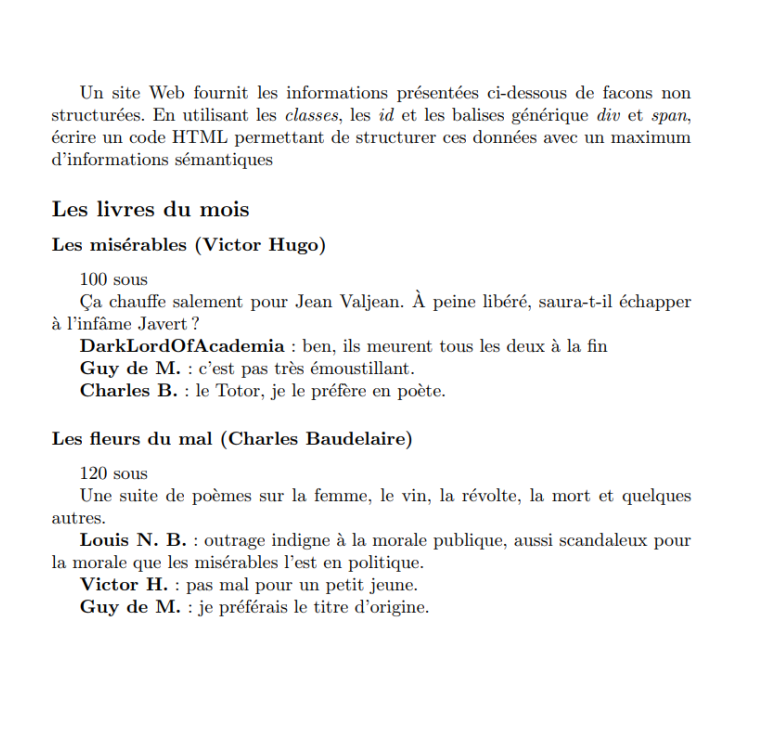 Un site Web fournit les informations présentées ci-dessous de facons non
structurées. En utilisant les classes, les id et les balises générique div et span,
écrire un code HTML permettant de structurer ces données avec un maximum
d'informations sémantiques
Les livres du mois
Les misérables (Victor Hugo)
100 sous
Ça chauffe salement pour Jean Valjean. À peine libéré, saura-t-il échapper
à l'infâme Javert ?
DarkLordOfAcademia : ben, ils meurent tous les deux à la fin
Guy de M. : c'est pas très émoustillant.
Charles B. : le Totor, je le préfère en poète.
Les fleurs du mal (Charles Baudelaire)
120 sous
Une suite de poèmes sur la femme, le vin, la révolte, la mort et quelques
autres.
Louis N. B. : outrage indigne à la morale publique, aussi scandaleux pour
la morale que les misérables l'est en politique.
Victor H. : pas mal pour un petit jeune.
Guy de M. : je préférais le titre d'origine.